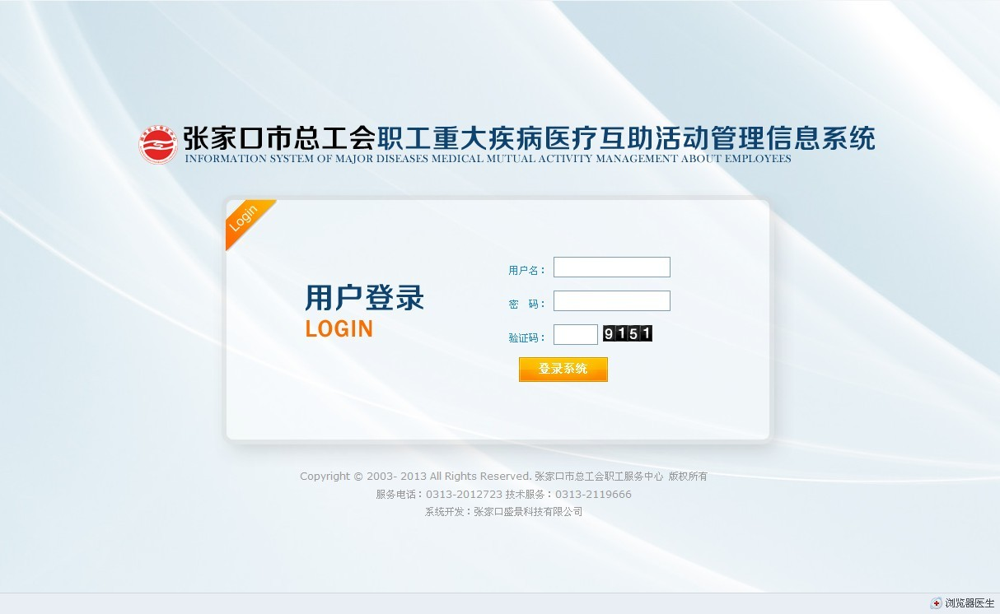 张家口市总工会职工重大疾病医疗互助活动管理信息系统
INFORMATION SYSTEM OF MAJOR DISEASES MEDICAL MUTUAL ACTIVITY MANAGEMENT ABOUT EMPLOYEES
Login
用户登录
LOGIN
用户名：
密 码：
验证码： 9151
登录系统
Copyright © 2003- 2013 All Rights Reserved. 张家口市总工会职工服务中心 版权所有
服务电话：0313-2012723 技术服务：0313-2119666
系统开发：张家口盛景科技有限公司
浏览器医生